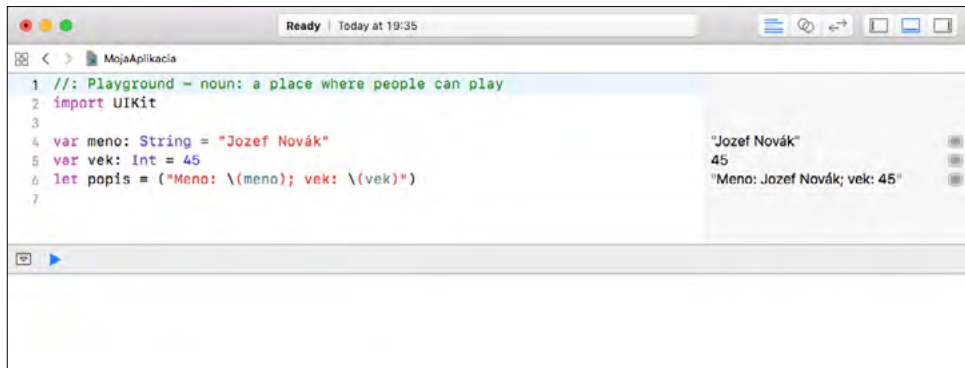 Ready | Today at 19:35
MojaAplikacia
1 //: Playground – noun: a place where people can play
2 import UIKit
3
4 var meno: String = "Jozef Novák" "Jozef Novák"
5 var vek: Int = 45 45
6 let popis = ("Meno: \(meno); vek: \(vek)") "Meno: Jozef Novák; vek: 45"
7